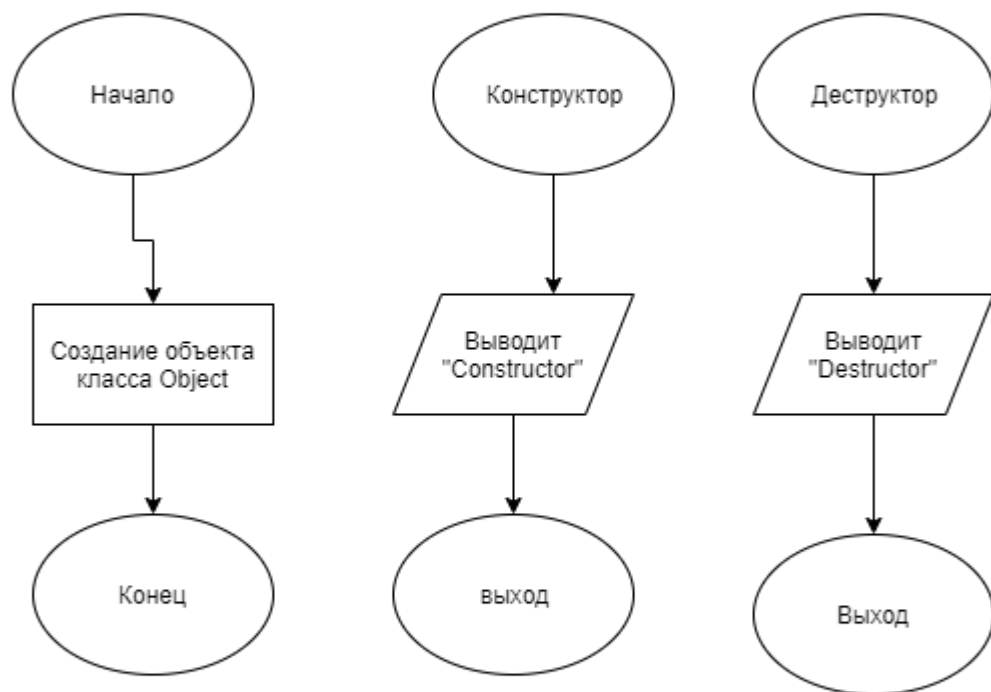 Начало
Конструктор
Деструктор
Создание объекта
класса Object
Выводит
"Constructor"
Выводит
"Destructor"
Конец
выход
Выход